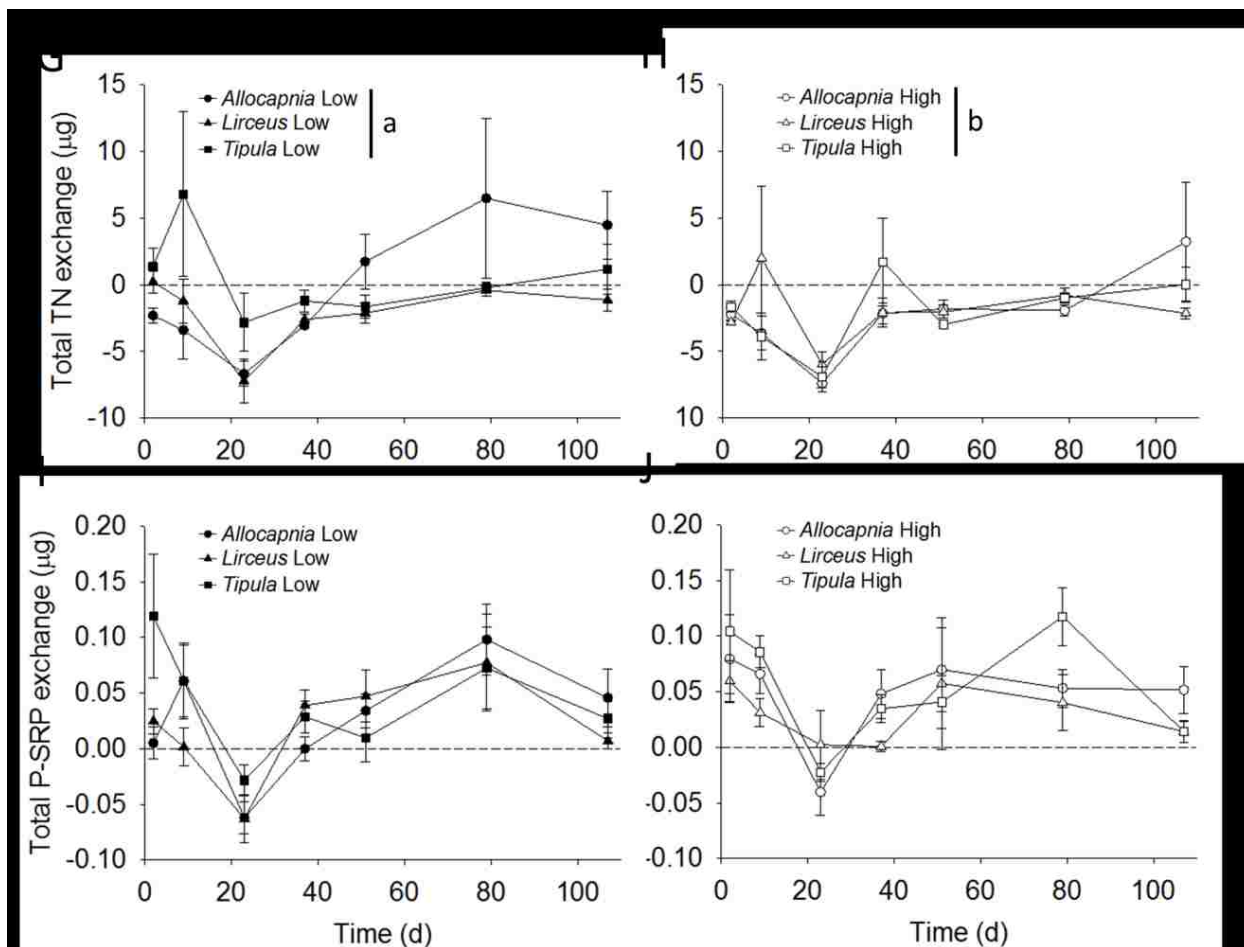 G
H
15
10
5
0
-5
-10
Total TN exchange (μg)
Allocapnia Low
Lirceus Low
Tipula Low
a
0 20 40 60 80 100
15
10
5
0
-5
10
Allocapnia High
Lirceus High
Tipula High
b
0 20 40 60 80 100
J
0.20
0.15
0.10
0.05
0.00
-0.05
-0.10
Total P-SRP exchange (μg)
Allocapnia Low
Lirceus Low
Tipula Low
0 20 40 60 80 100
Time (d)
0.20
0.15
0.10
0.05
0.00
-0.05
-0.10
Allocapnia High
Lirceus High
Tipula High
0 20 40 60 80 100
Time (d)